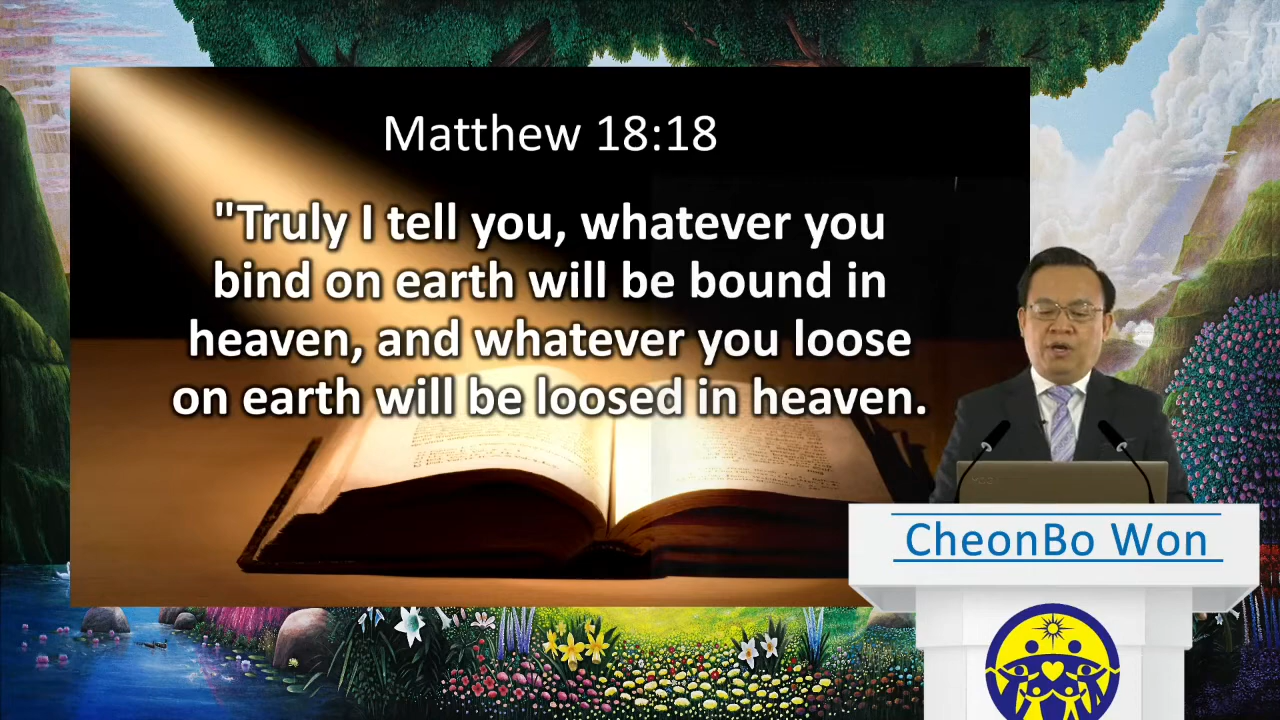 Matthew 18:18
"Truly I tell you, whatever you
bind on earth will be bound in
heaven, and whatever you loose
on earth will be loosed in heaven.
CheonBo Won